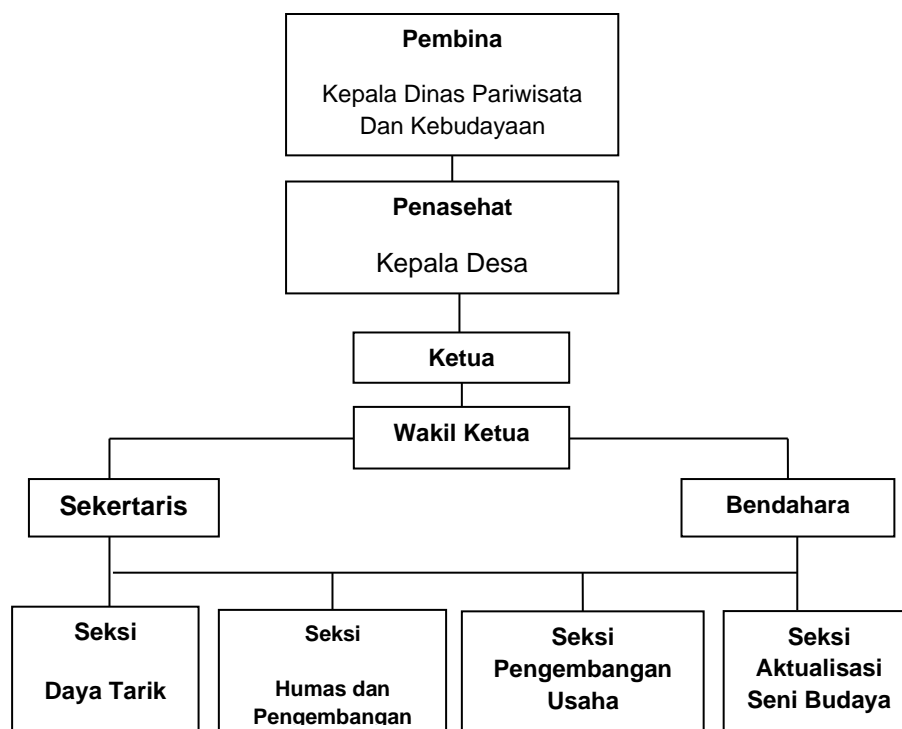 Pembina
Kepala Dinas Pariwisata
Dan Kebudayaan
Penasehat
Kepala Desa
Ketua
Wakil Ketua
Sekertaris
Bendahara
Seksi
Daya Tarik
Seksi
Humas dan
Pengembangan
Seksi
Pengembangan
Usaha
Seksi
Aktualisasi
Seni Budaya